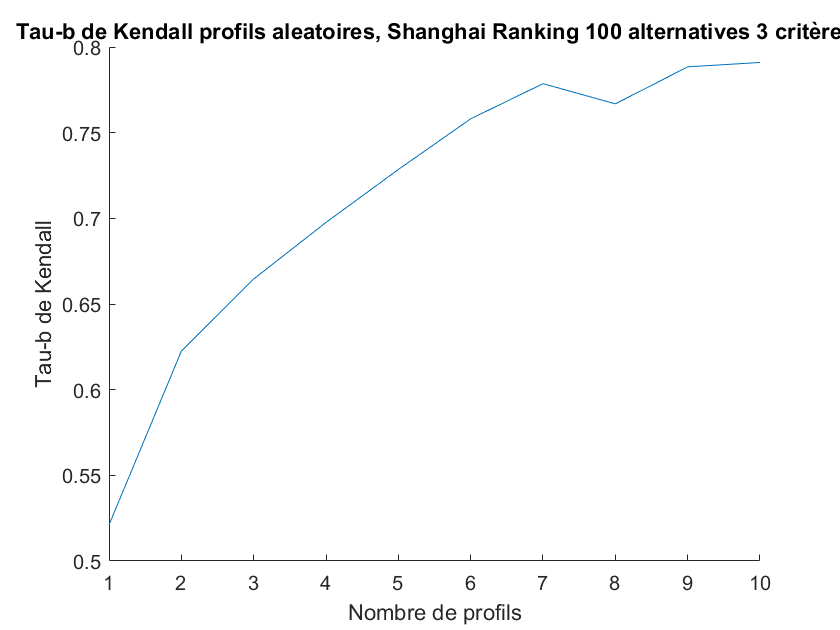 Tau-b de Kendall profils aleatoires, Shanghai Ranking 100 alternatives 3 critère
0.8
0.75
0.7
0.65
0.6
0.55
0.5
Tau-b de Kendall
1 2 3 4 5 6 7 8 9 10
Nombre de profils